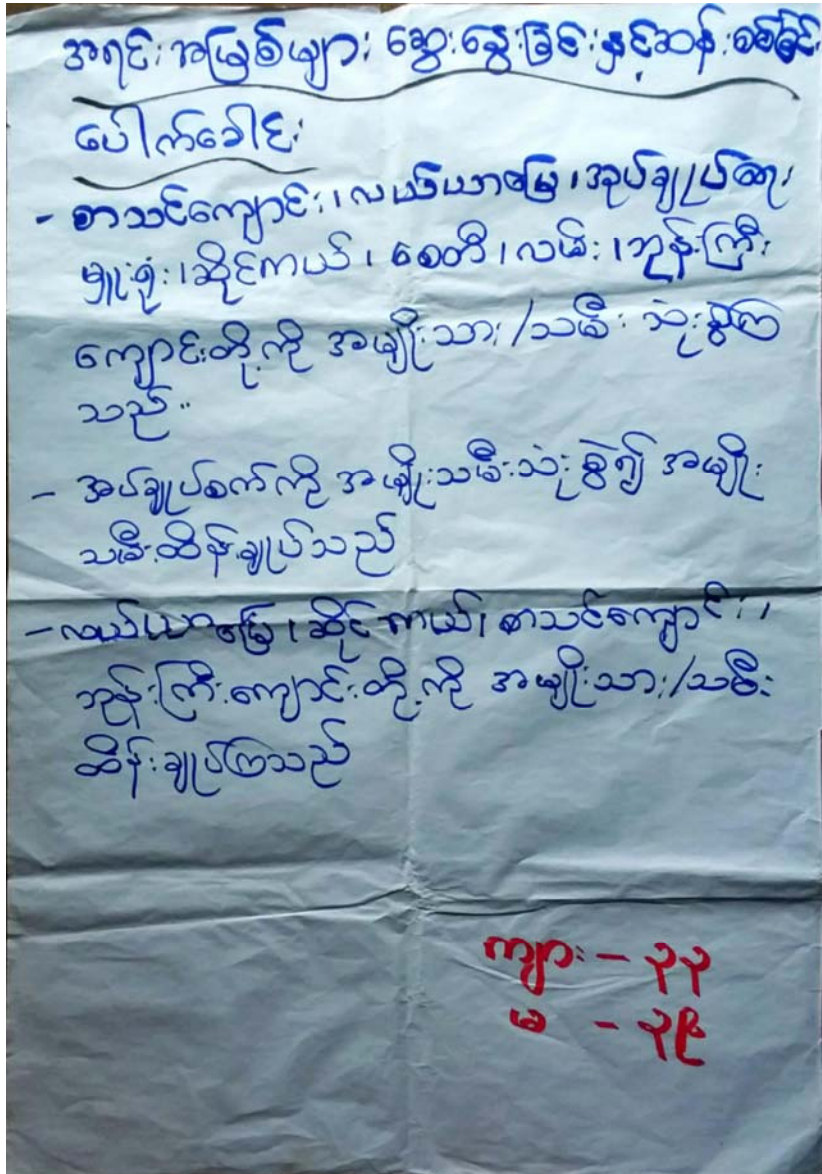 အရင်းအမြစ်များ ဆွေးနွေးခြင်းနှင့်ဆန်းစစ်ခြင်း
ပေါက်ခေါင်း
- စာသင်ကျောင်း၊ လယ်ယာမြေ၊ အုပ်ချုပ်ရေး
မှူးရုံး၊ ဆိုင်ကယ်၊ စေတီ၊ လမ်း၊ ဘုန်းကြီး
ကျောင်းတို့ကို အမျိုးသား/သမီး သုံးစွဲကြ
သည်။
- အပ်ချုပ်စက်ကို အမျိုးသမီးသုံးစွဲ၍ အမျိုး
သမီးထိန်းချုပ်သည်
- လယ်ယာမြေ၊ ဆိုင်ကယ်၊ စာသင်ကျောင်း၊
ဘုန်းကြီးကျောင်းတို့ကို အမျိုးသား/သမီး
ထိန်းချုပ်ကြသည်
ကျား - ၃၃
မ - ၃၉